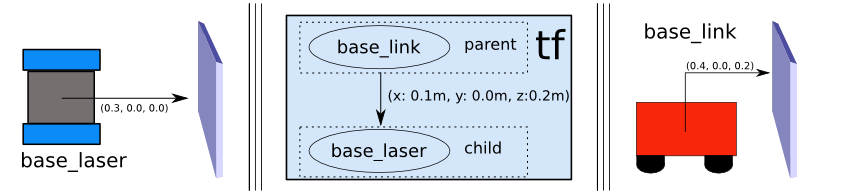 (0.3, 0.0, 0.0)
base_laser
base_link
parent
tf
(x: 0.1m, y: 0.0m, z:0.2m)
base_laser
child
base_link
(0.4, 0.0, 0.2)